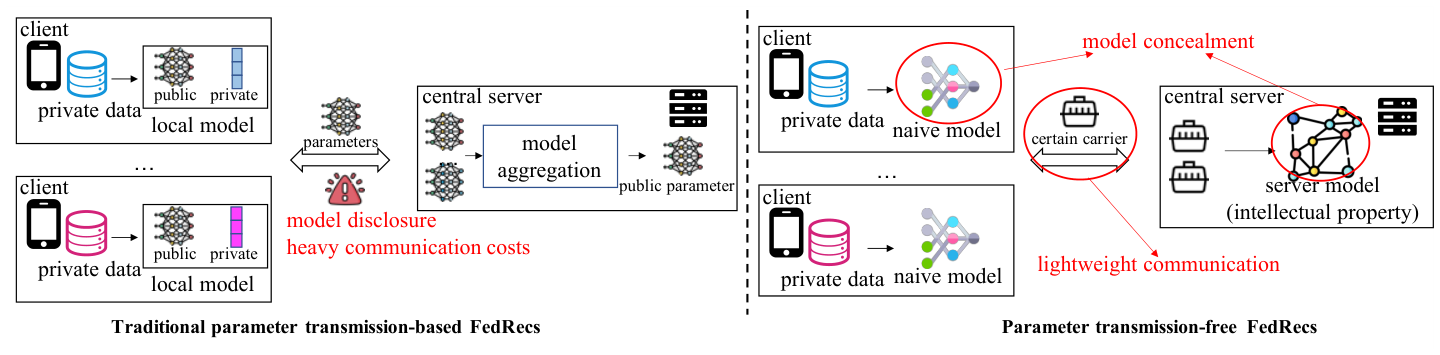 client
public private
private data
local model
...
client
public private
private data
local model
parameters
model disclosure
heavy communication costs
central server
model
aggregation
public parameter
Traditional parameter transmission-based FedRecs
client
private data
naive model
...
client
private data
naive model
model concealment
certain carrier
lightweight communication
central server
server model
(intellectual property)
Parameter transmission-free FedRecs